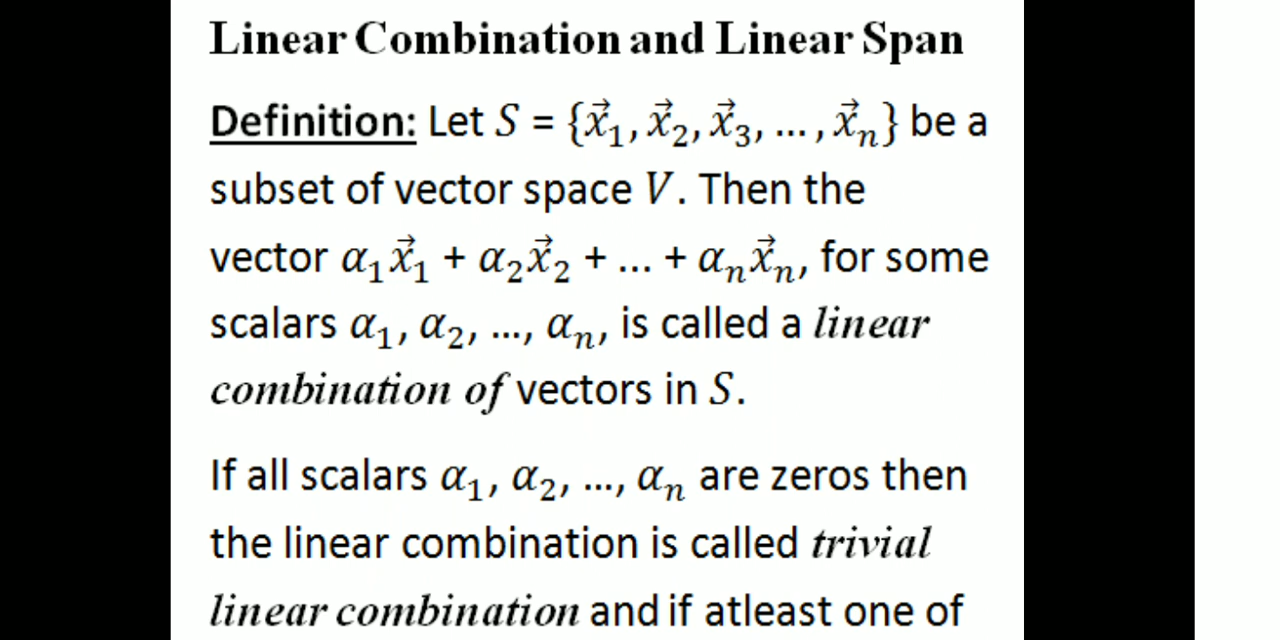 Linear Combination and Linear Span
Definition: Let S = {x⃗₁, x⃗₂, x⃗₃, ... , x⃗ₙ} be a
subset of vector space V. Then the
vector α₁x⃗₁ + α₂x⃗₂ + ... + αₙx⃗ₙ, for some
scalars α₁, α₂, ..., αₙ, is called a linear
combination of vectors in S.
If all scalars α₁, α₂, ..., αₙ are zeros then
the linear combination is called trivial
linear combination and if atleast one of